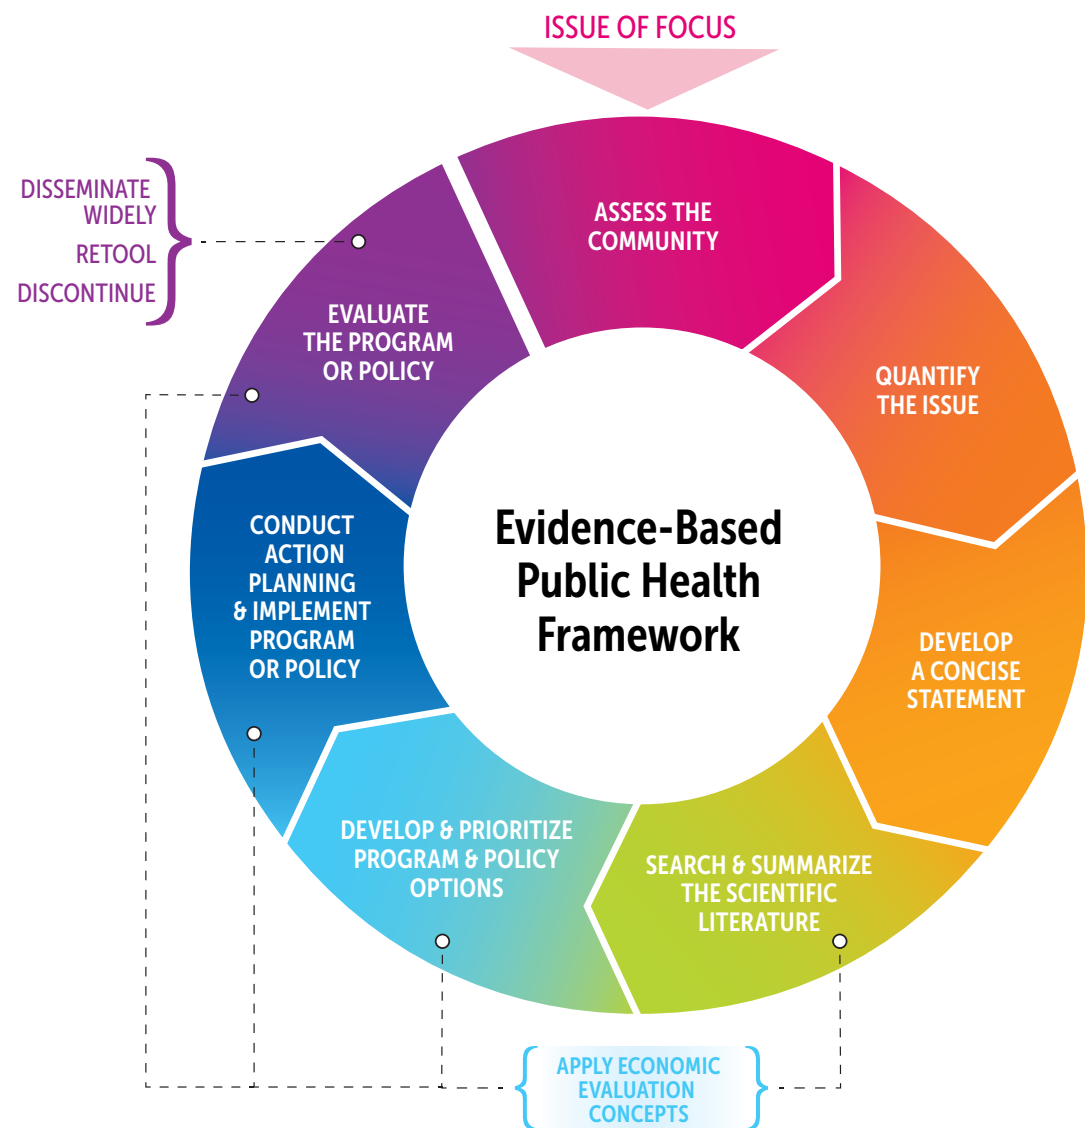 ISSUE OF FOCUS
ASSESS THE
COMMUNITY
QUANTIFY
THE ISSUE
DEVELOP
A CONCISE
STATEMENT
SEARCH & SUMMARIZE
THE SCIENTIFIC
LITERATURE
DEVELOP & PRIORITIZE
PROGRAM & POLICY
OPTIONS
CONDUCT
ACTION
PLANNING
& IMPLEMENT
PROGRAM
OR POLICY
EVALUATE
THE PROGRAM
OR POLICY
DISSEMINATE
WIDELY
RETOOL
DISCONTINUE
Evidence-Based
Public Health
Framework
APPLY ECONOMIC
EVALUATION
CONCEPTS